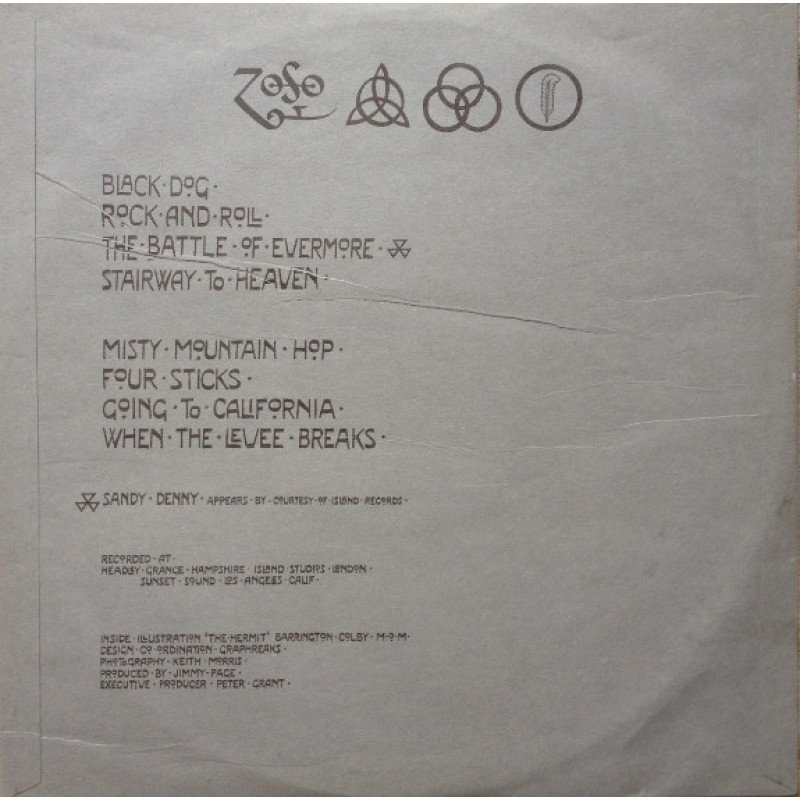 ZOSO
BLACK·DOG·
ROCK·AND·ROLL·
THE·BATTLE·OF·EVERMORE·
STAIRWAY·TO·HEAVEN·
MISTY·MOUNTAIN·HOP·
FOUR·STICKS·
GOING·TO·CALIFORNIA·
WHEN·THE·LEVEE·BREAKS·
SANDY·DENNY·APPEARS·BY·COURTESY·OF·ISLAND·RECORDS·
RECORDED·AT·
HEADLEY·GRANGE·HAMPSHIRE·ISLAND STUDIOS·LONDON·
SUNSET·SOUND·LOS·ANGELES·CALIF·
INSIDE·ILLUSTRATION 'THE·HERMIT' BARRINGTON·COLBY·M·O·M·
DESIGN·CO ORDINATION·GRAPHREAKS·
PHOTOGRAPHY·KEITH·MORRIS·
PRODUCED·BY·JIMMY·PAGE·
EXECUTIVE·PRODUCER·PETER·GRANT·